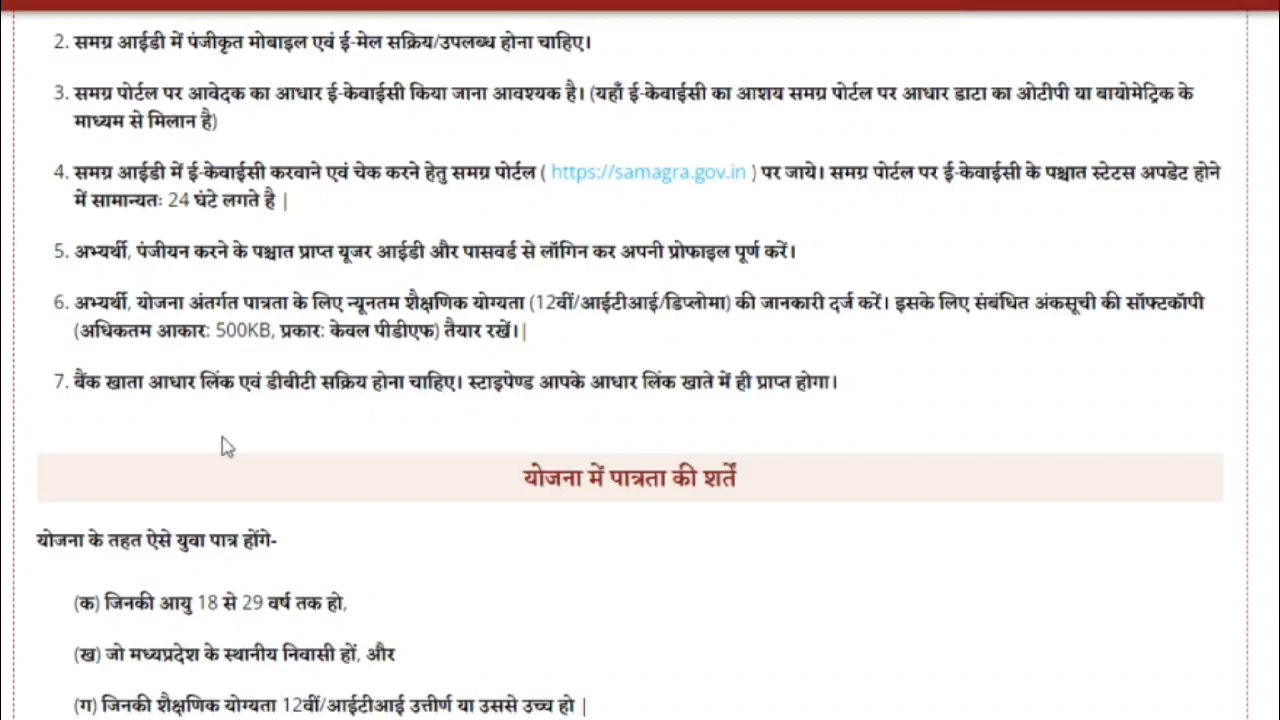 2. समग्र आईडी में पंजीकृत मोबाइल एवं ई-मेल सक्रिय/उपलब्ध होना चाहिए।
3. समग्र पोर्टल पर आवेदक का आधार ई-केवाईसी किया जाना आवश्यक है। (यहाँ ई-केवाईसी का आशय समग्र पोर्टल पर आधार डाटा का ओटीपी या बायोमेट्रिक के
माध्यम से मिलान है)
4. समग्र आईडी में ई-केवाईसी करवाने एवं चेक करने हेतु समग्र पोर्टल ( https://samagra.gov.in ) पर जाये। समग्र पोर्टल पर ई-केवाईसी के पश्चात स्टेटस अपडेट होने
में सामान्यतः 24 घंटे लगते है |
5. अभ्यर्थी, पंजीयन करने के पश्चात प्राप्त यूजर आईडी और पासवर्ड से लॉगिन कर अपनी प्रोफाइल पूर्ण करें।
6. अभ्यर्थी, योजना अंतर्गत पात्रता के लिए न्यूनतम शैक्षणिक योग्यता (12वीं/आईटीआई/डिप्लोमा) की जानकारी दर्ज करें। इसके लिए संबंधित अंकसूची की सॉफ्टकॉपी
(अधिकतम आकार: 500KB, प्रकार: केवल पीडीएफ) तैयार रखें।|
7. बैंक खाता आधार लिंक एवं डीबीटी सक्रिय होना चाहिए। स्टाइपेण्ड आपके आधार लिंक खाते में ही प्राप्त होगा।
योजना में पात्रता की शर्तें
योजना के तहत ऐसे युवा पात्र होंगे-
(क) जिनकी आयु 18 से 29 वर्ष तक हो,
(ख) जो मध्यप्रदेश के स्थानीय निवासी हों, और
(ग) जिनकी शैक्षणिक योग्यता 12वीं/आईटीआई उत्तीर्ण या उससे उच्च हो |